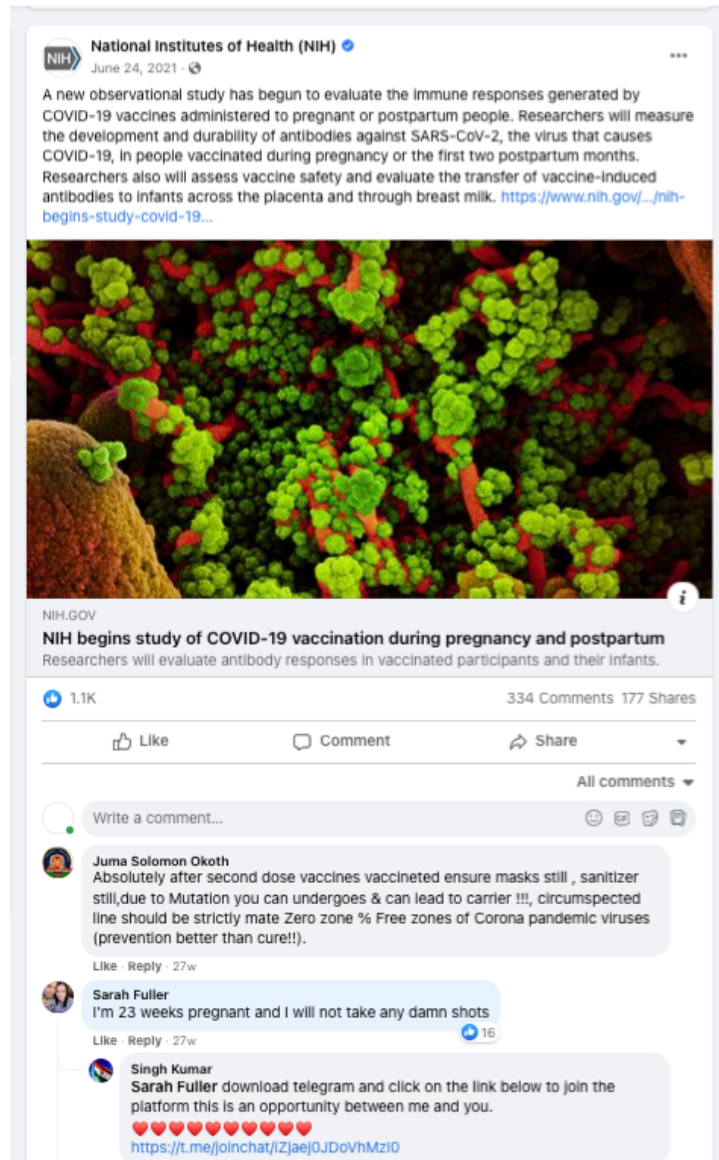 NIH
National Institutes of Health (NIH)
June 24, 2021 ·
A new observational study has begun to evaluate the immune responses generated by
COVID-19 vaccines administered to pregnant or postpartum people. Researchers will measure
the development and durability of antibodies against SARS-CoV-2, the virus that causes
COVID-19, in people vaccinated during pregnancy or the first two postpartum months.
Researchers also will assess vaccine safety and evaluate the transfer of vaccine-induced
antibodies to infants across the placenta and through breast milk. https://www.nih.gov/.../nih-
begins-study-covid-19...
NIH.GOV
NIH begins study of COVID-19 vaccination during pregnancy and postpartum
Researchers will evaluate antibody responses in vaccinated participants and their infants.
1.1K 334 Comments 177 Shares
Like Comment Share
All comments
Write a comment...
GIF
Juma Solomon Okoth
Absolutely after second dose vaccines vaccineted ensure masks still , sanitizer
still,due to Mutation you can undergoes & can lead to carrier !!!, circumspected
line should be strictly mate Zero zone % Free zones of Corona pandemic viruses
(prevention better than cure!!).
Like · Reply · 27w
Sarah Fuller
I'm 23 weeks pregnant and I will not take any damn shots
16
Like · Reply · 27w
Singh Kumar
Sarah Fuller download telegram and click on the link below to join the
platform this is an opportunity between me and you.
❤❤❤❤❤❤❤❤❤❤